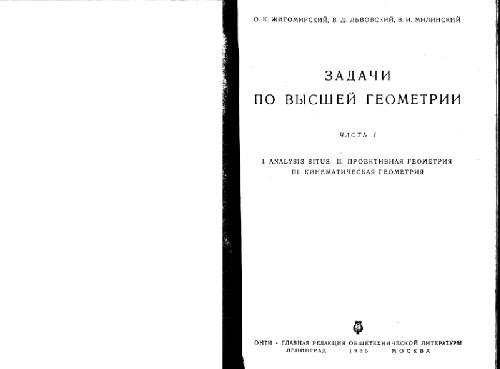 О. К. ЖИТОМИРСКИЙ, В. Д. ЛЬВОВСКИЙ, В. И. МИЛИНСКИЙ
ЗАДАЧИ
ПО ВЫСШЕЙ ГЕОМЕТРИИ
ЧАСТЬ I
I. ANALYSIS SITUS. II. ПРОЕКТИВНАЯ ГЕОМЕТРИЯ
III. КИНЕМАТИЧЕСКАЯ ГЕОМЕТРИЯ
ОНТИ • ГЛАВНАЯ РЕДАКЦИЯ ОБЩЕТЕХНИЧЕСКОЙ ЛИТЕРАТУРЫ
ЛЕНИНГРАД 1935 МОСКВА